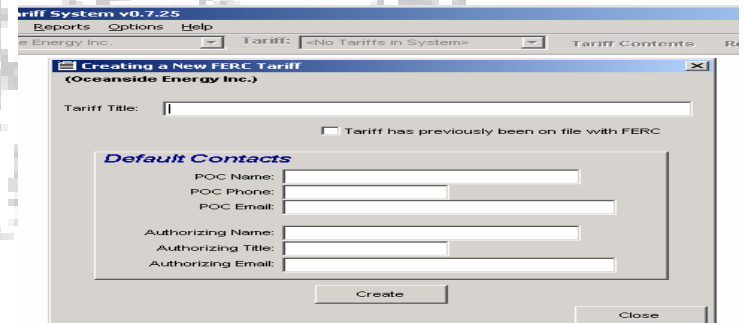 ariff System v0.7.25
Reports Options Help
e Energy Inc. Tariff: <No Tariffs in System> Tariff Contents
Creating a New FERC Tariff
(Oceanside Energy Inc.)
Tariff Title:
Tariff has previously been on file with FERC
Default Contacts
POC Name:
POC Phone:
POC Email:
Authorizing Name:
Authorizing Title:
Authorizing Email:
Create
Close